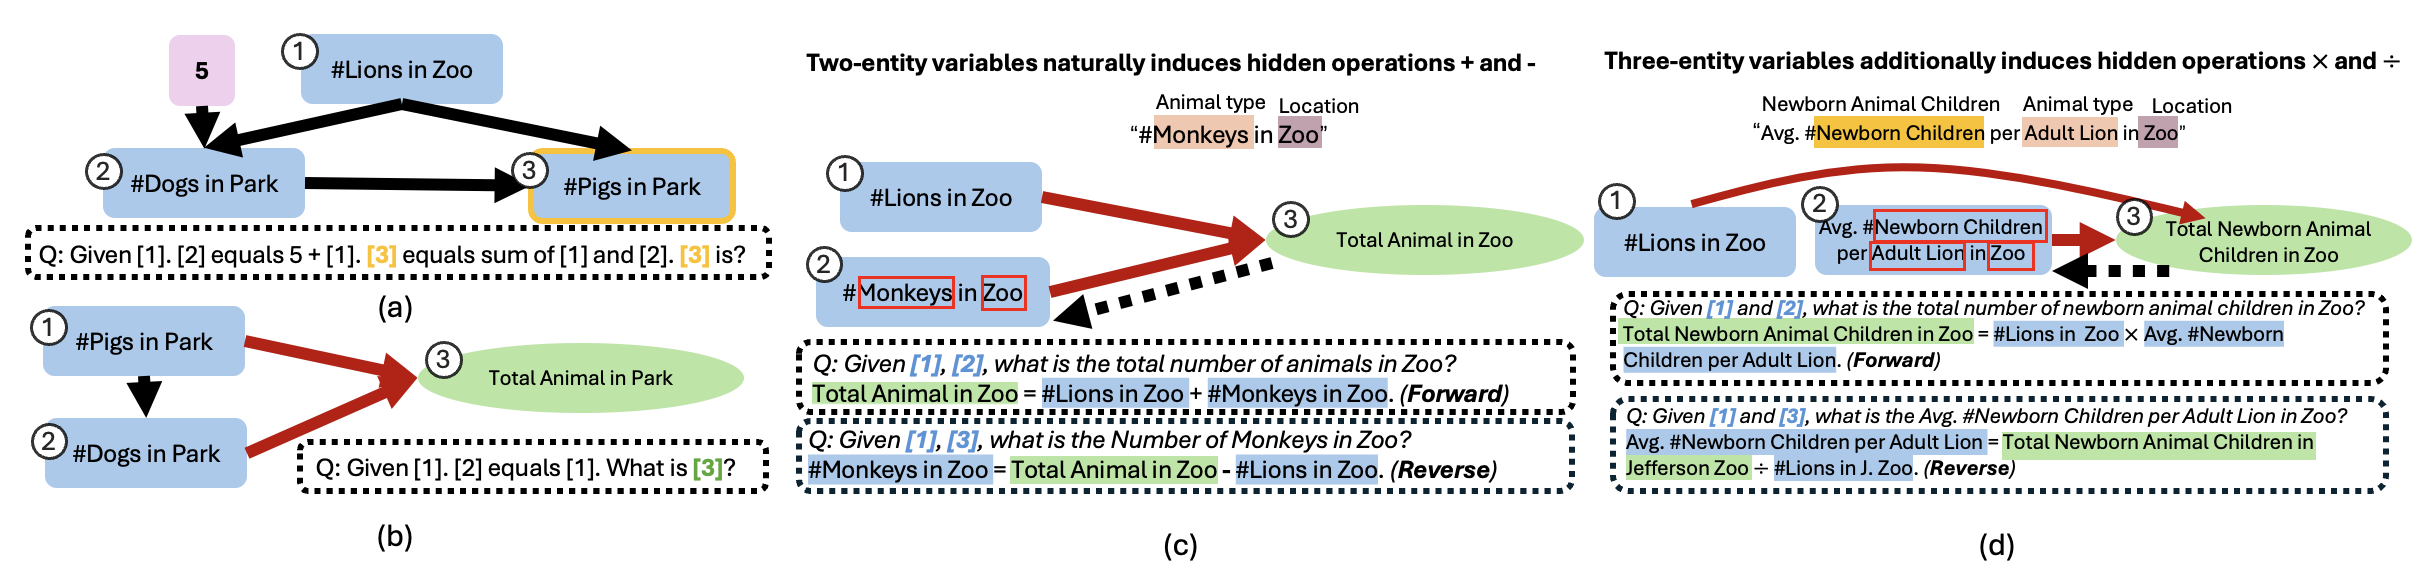 5
1
#Lions in Zoo
2
#Dogs in Park
3
#Pigs in Park
Q: Given [1]. [2] equals 5 + [1]. [3] equals sum of [1] and [2]. [3] is?
(a)
1
#Pigs in Park
2
#Dogs in Park
3
Total Animal in Park
Q: Given [1]. [2] equals [1]. What is [3]?
(b)
Two-entity variables naturally induces hidden operations + and -
Animal type Location
“#Monkeys in Zoo”
1
#Lions in Zoo
2
#Monkeys in Zoo
3
Total Animal in Zoo
Q: Given [1], [2], what is the total number of animals in Zoo?
Total Animal in Zoo = #Lions in Zoo + #Monkeys in Zoo. (Forward)
Q: Given [1], [3], what is the Number of Monkeys in Zoo?
#Monkeys in Zoo = Total Animal in Zoo - #Lions in Zoo. (Reverse)
(c)
Three-entity variables additionally induces hidden operations × and ÷
Newborn Animal Children Animal type Location
“Avg. #Newborn Children per Adult Lion in Zoo”
1
#Lions in Zoo
2
Avg. #Newborn Children
per Adult Lion in Zoo
3
Total Newborn Animal
Children in Zoo
Q: Given [1] and [2], what is the total number of newborn animal children in Zoo?
Total Newborn Animal Children in Zoo = #Lions in Zoo × Avg. #Newborn
Children per Adult Lion. (Forward)
Q: Given [1] and [3], what is the Avg. #Newborn Children per Adult Lion in Zoo?
Avg. #Newborn Children per Adult Lion = Total Newborn Animal Children in
Jefferson Zoo ÷ #Lions in J. Zoo. (Reverse)
(d)